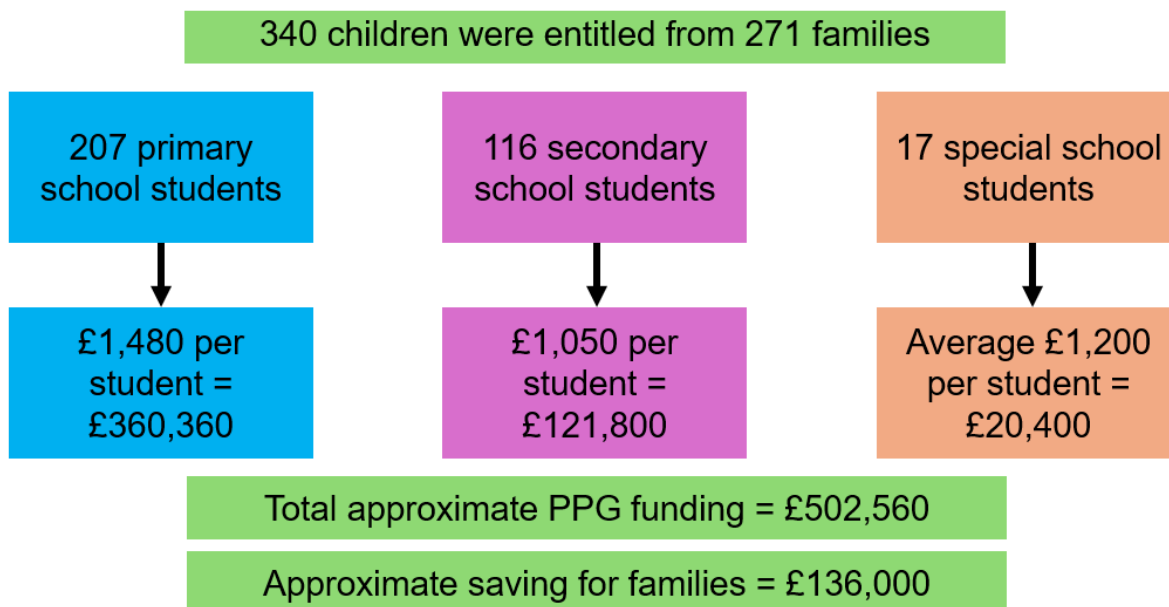 340 children were entitled from 271 families
207 primary
school students
116 secondary
school students
17 special school
students
£1,480 per
student =
£360,360
£1,050 per
student =
£121,800
Average £1,200
per student =
£20,400
Total approximate PPG funding = £502,560
Approximate saving for families = £136,000